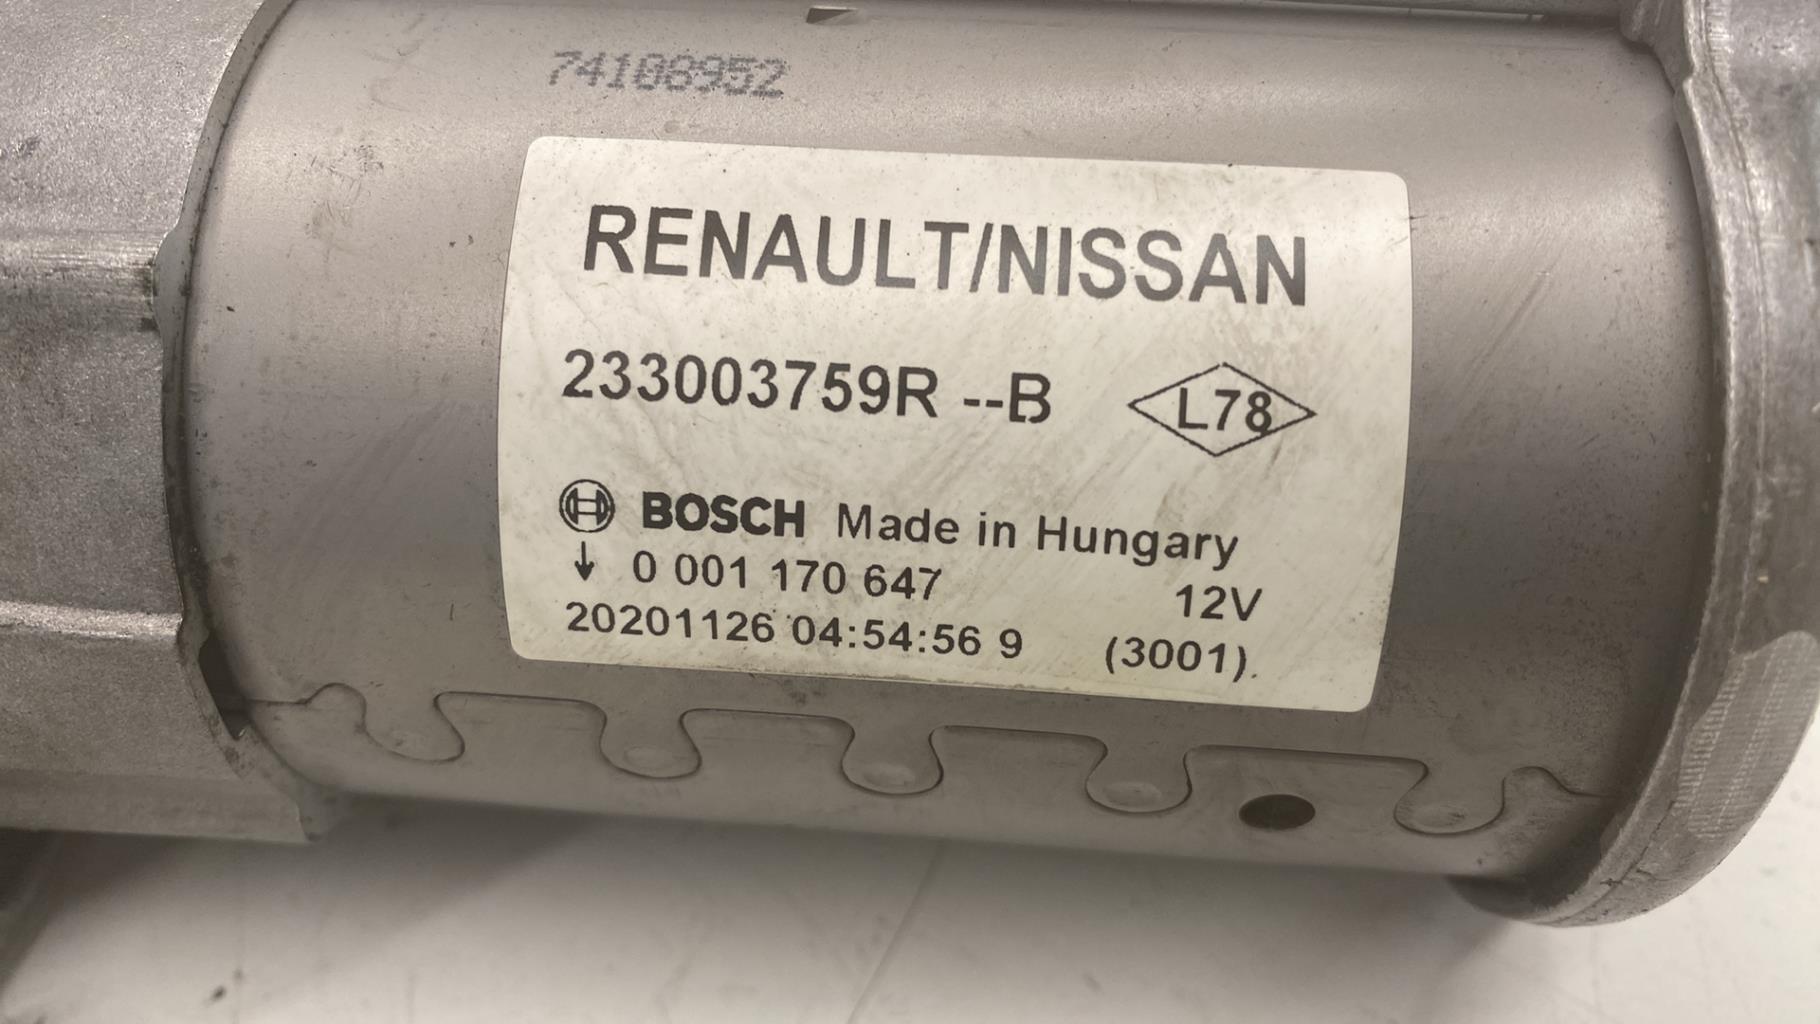 74186952
RENAULT/NISSAN
233003759R --B L78
BOSCH Made in Hungary
↓ 0 001 170 647 12V
20201126 04:54:56 9 (3001).